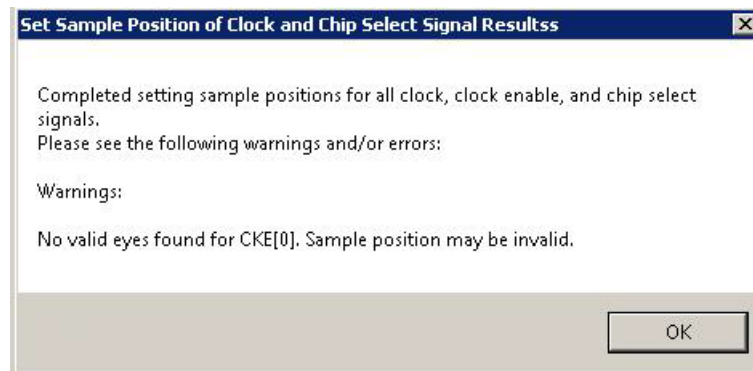 Set Sample Position of Clock and Chip Select Signal Resultss
Completed setting sample positions for all clock, clock enable, and chip select
signals.
Please see the following warnings and/or errors:
Warnings:
No valid eyes found for CKE[0]. Sample position may be invalid.
OK